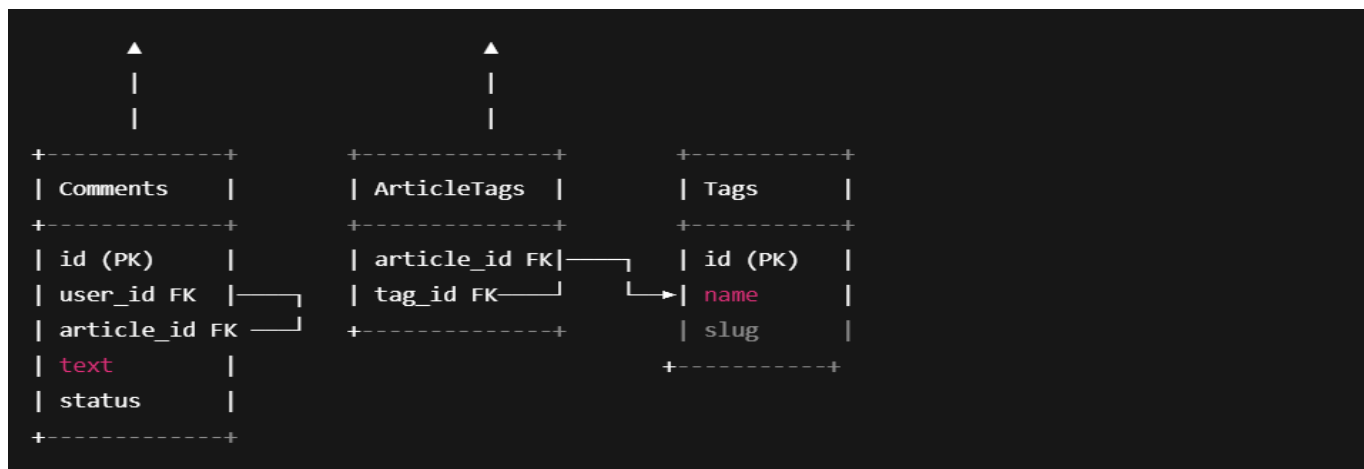 ▲                      ▲
|                      |
|                      |
+-------------+      +--------------+      +-----------+
| Comments    |      | ArticleTags  |      | Tags      |
+-------------+      +--------------+      +-----------+
| id (PK)     |      | article_id FK|───┐  | id (PK)   |
| user_id FK  |───┐  | tag_id FK───┘   └─►| name      |
| article_id FK ──┘  +--------------+      | slug      |
| text        |                           +-----------+
| status      |
+-------------+